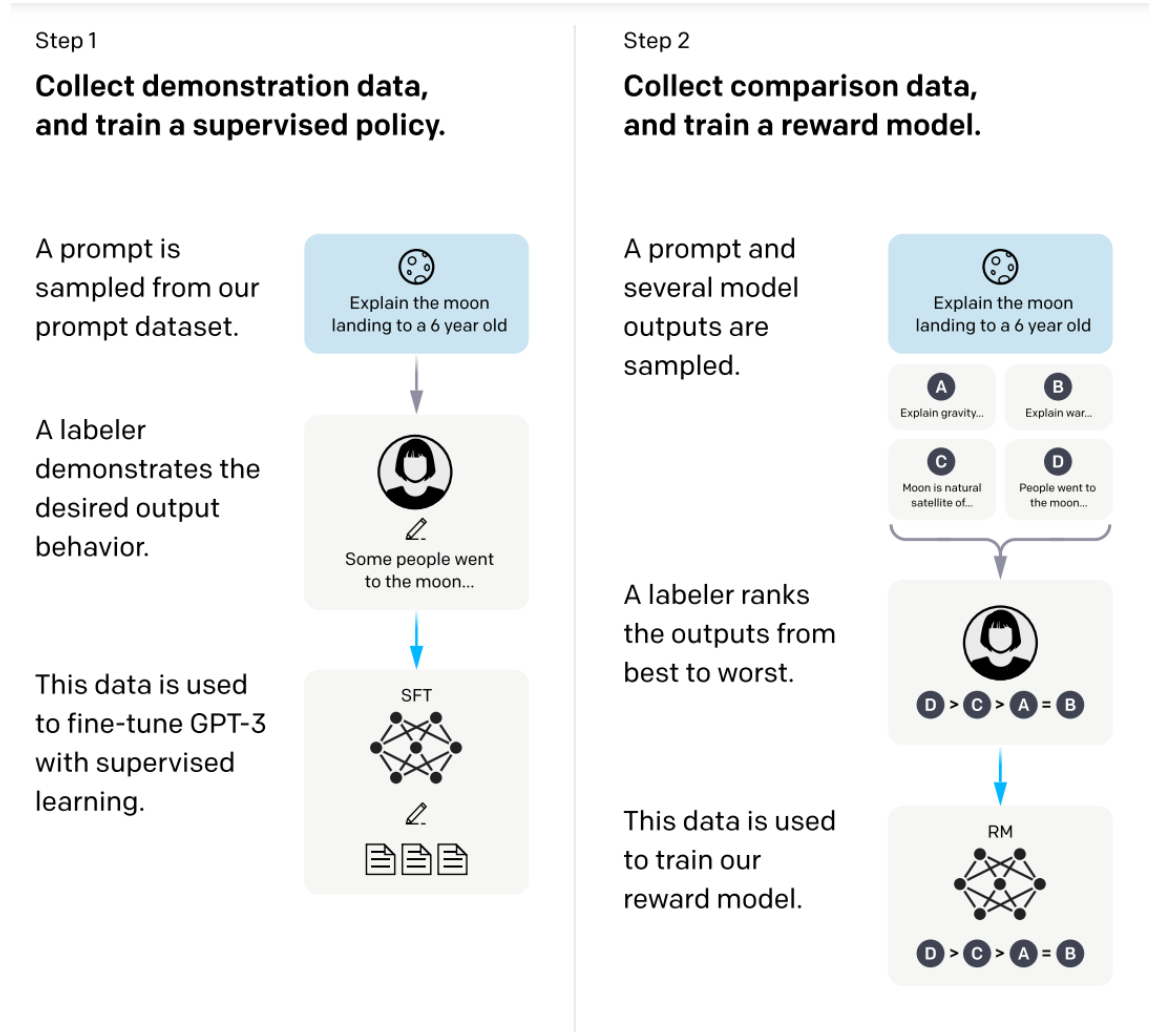 Step 1
Collect demonstration data,
and train a supervised policy.
A prompt is
sampled from our
prompt dataset.
Explain the moon
landing to a 6 year old
A labeler
demonstrates the
desired output
behavior.
Some people went
to the moon...
This data is used
to fine-tune GPT-3
with supervised
learning.
SFT
Step 2
Collect comparison data,
and train a reward model.
A prompt and
several model
outputs are
sampled.
Explain the moon
landing to a 6 year old
A
Explain gravity...
B
Explain war...
C
Moon is natural
satellite of...
D
People went to
the moon...
A labeler ranks
the outputs from
best to worst.
D > C > A = B
This data is used
to train our
reward model.
RM
D > C > A = B